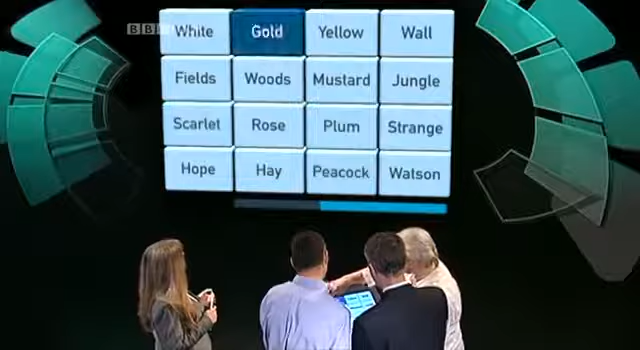 BBC
White Gold Yellow Wall
Fields Woods Mustard Jungle
Scarlet Rose Plum Strange
Hope Hay Peacock Watson